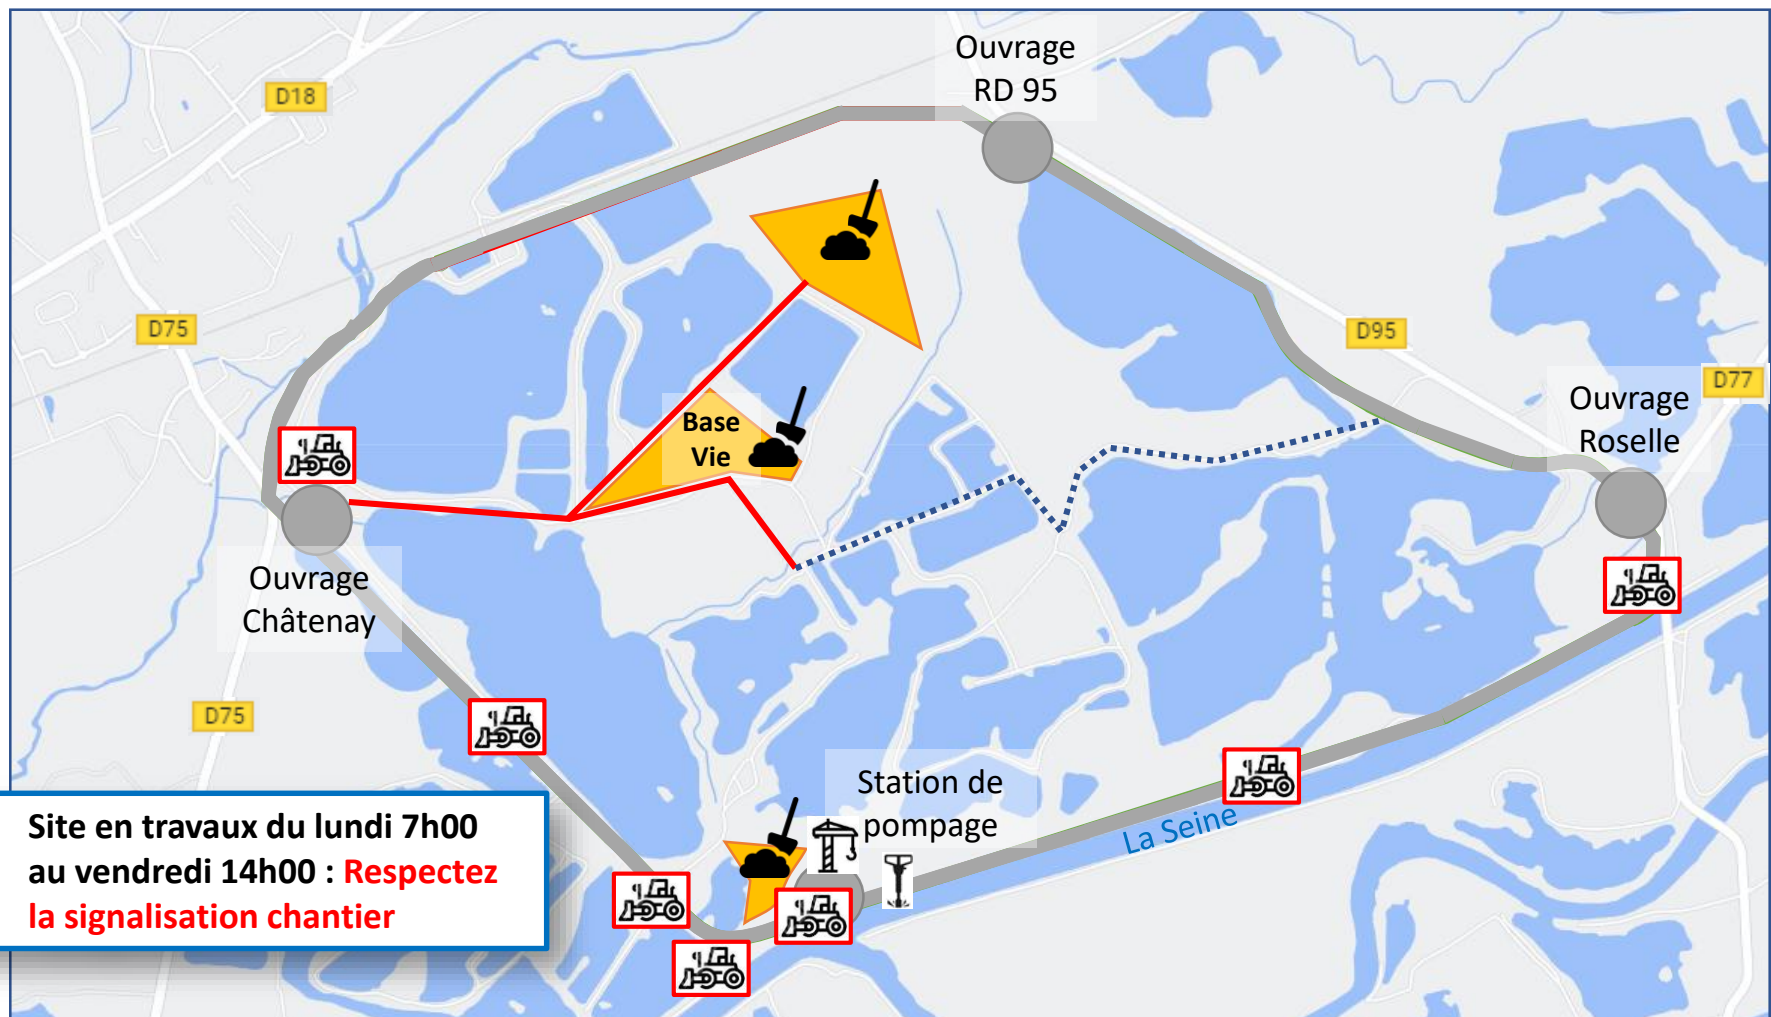 Ouvrage
RD 95
D18
D75
D95
D77
Ouvrage
Roselle
Base
Vie
Ouvrage
Châtenay
D75
Station de
pompage
La Seine
Site en travaux du lundi 7h00
au vendredi 14h00 : Respectez
la signalisation chantier